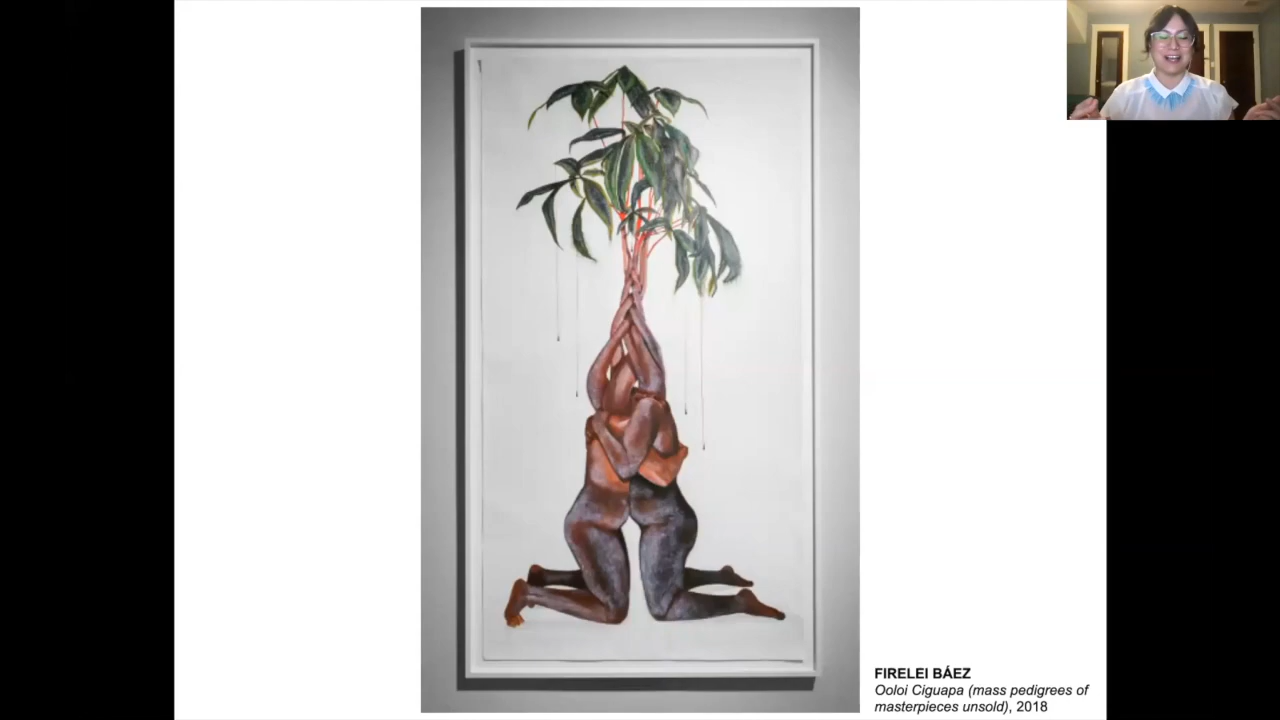 FIRELEI BÁEZ
Ooloi Ciguapa (mass pedigrees of
masterpieces unsold), 2018